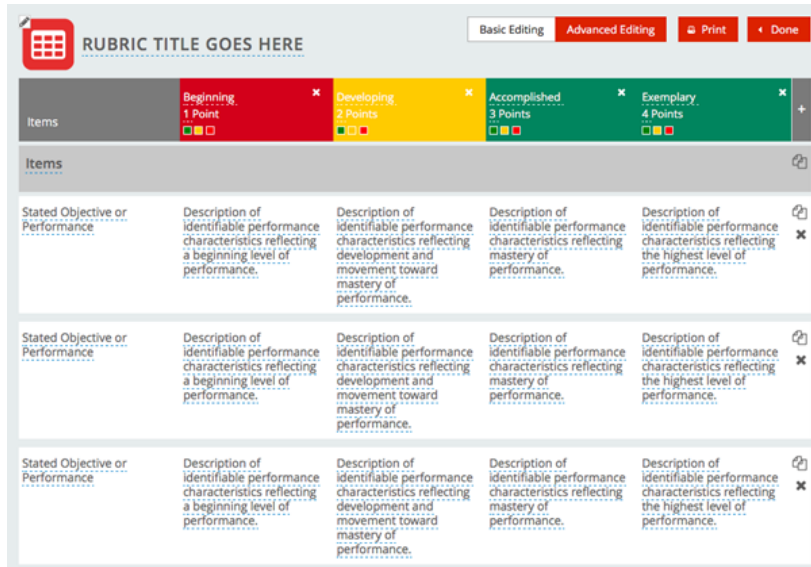 RUBRIC TITLE GOES HERE
Basic Editing
Advanced Editing
Print
Done
Items
Beginning
1 Point
Developing
2 Points
Accomplished
3 Points
Exemplary
4 Points
Items
Stated Objective or
Performance
Description of
identifiable performance
characteristics reflecting
a beginning level of
performance.
Description of
identifiable performance
characteristics reflecting
development and
movement toward
mastery of
performance.
Description of
identifiable performance
characteristics reflecting
mastery of
performance.
Description of
identifiable performance
characteristics reflecting
the highest level of
performance.
Stated Objective or
Performance
Description of
identifiable performance
characteristics reflecting
a beginning level of
performance.
Description of
identifiable performance
characteristics reflecting
development and
movement toward
mastery of
performance.
Description of
identifiable performance
characteristics reflecting
mastery of
performance.
Description of
identifiable performance
characteristics reflecting
the highest level of
performance.
Stated Objective or
Performance
Description of
identifiable performance
characteristics reflecting
a beginning level of
performance.
Description of
identifiable performance
characteristics reflecting
development and
movement toward
mastery of
performance.
Description of
identifiable performance
characteristics reflecting
mastery of
performance.
Description of
identifiable performance
characteristics reflecting
the highest level of
performance.